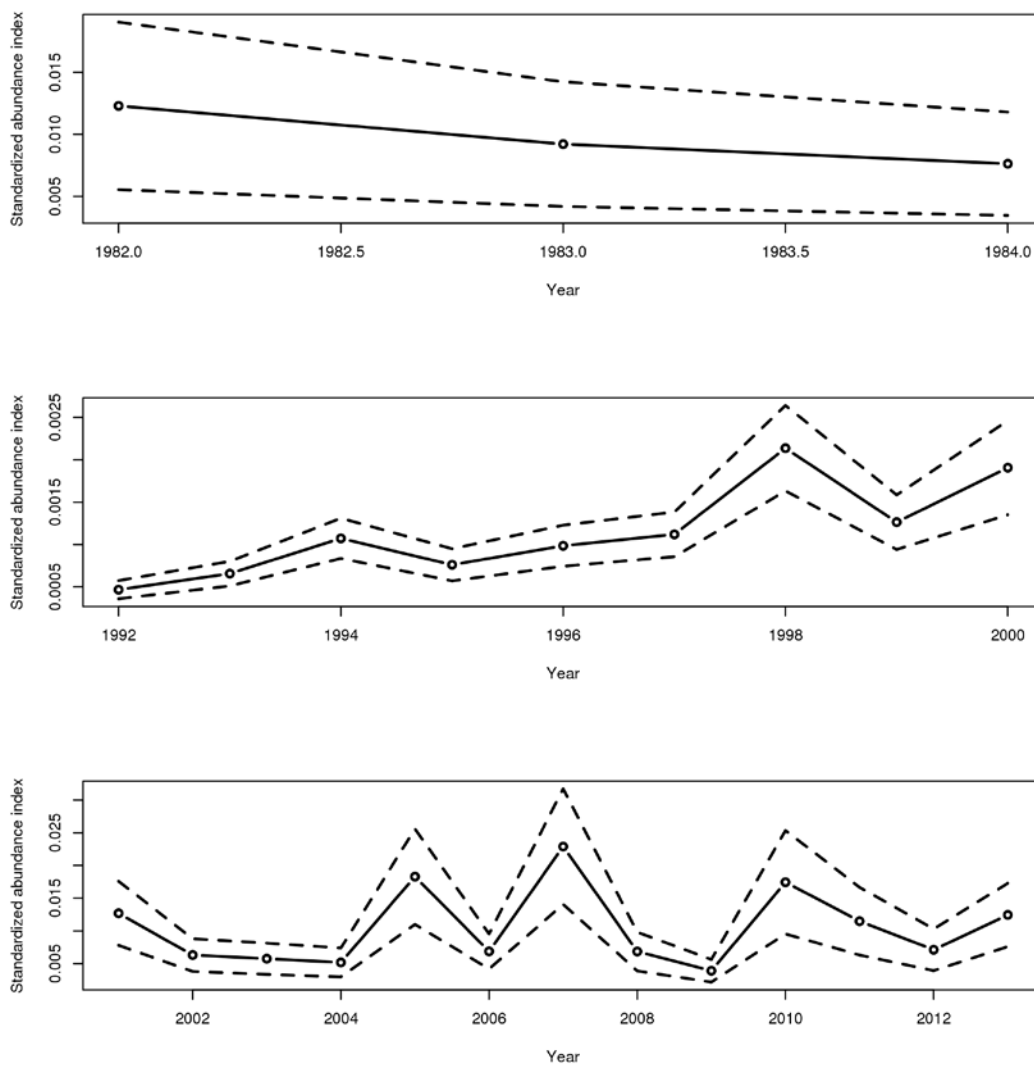 Standardized abundance index
0.015
0.010
0.005
1982.0 1982.5 1983.0 1983.5 1984.0
Year
Standardized abundance index
0.0025
0.0015
0.0005
1992 1994 1996 1998 2000
Year
Standardized abundance index
0.025
0.015
0.005
2002 2004 2006 2008 2010 2012
Year